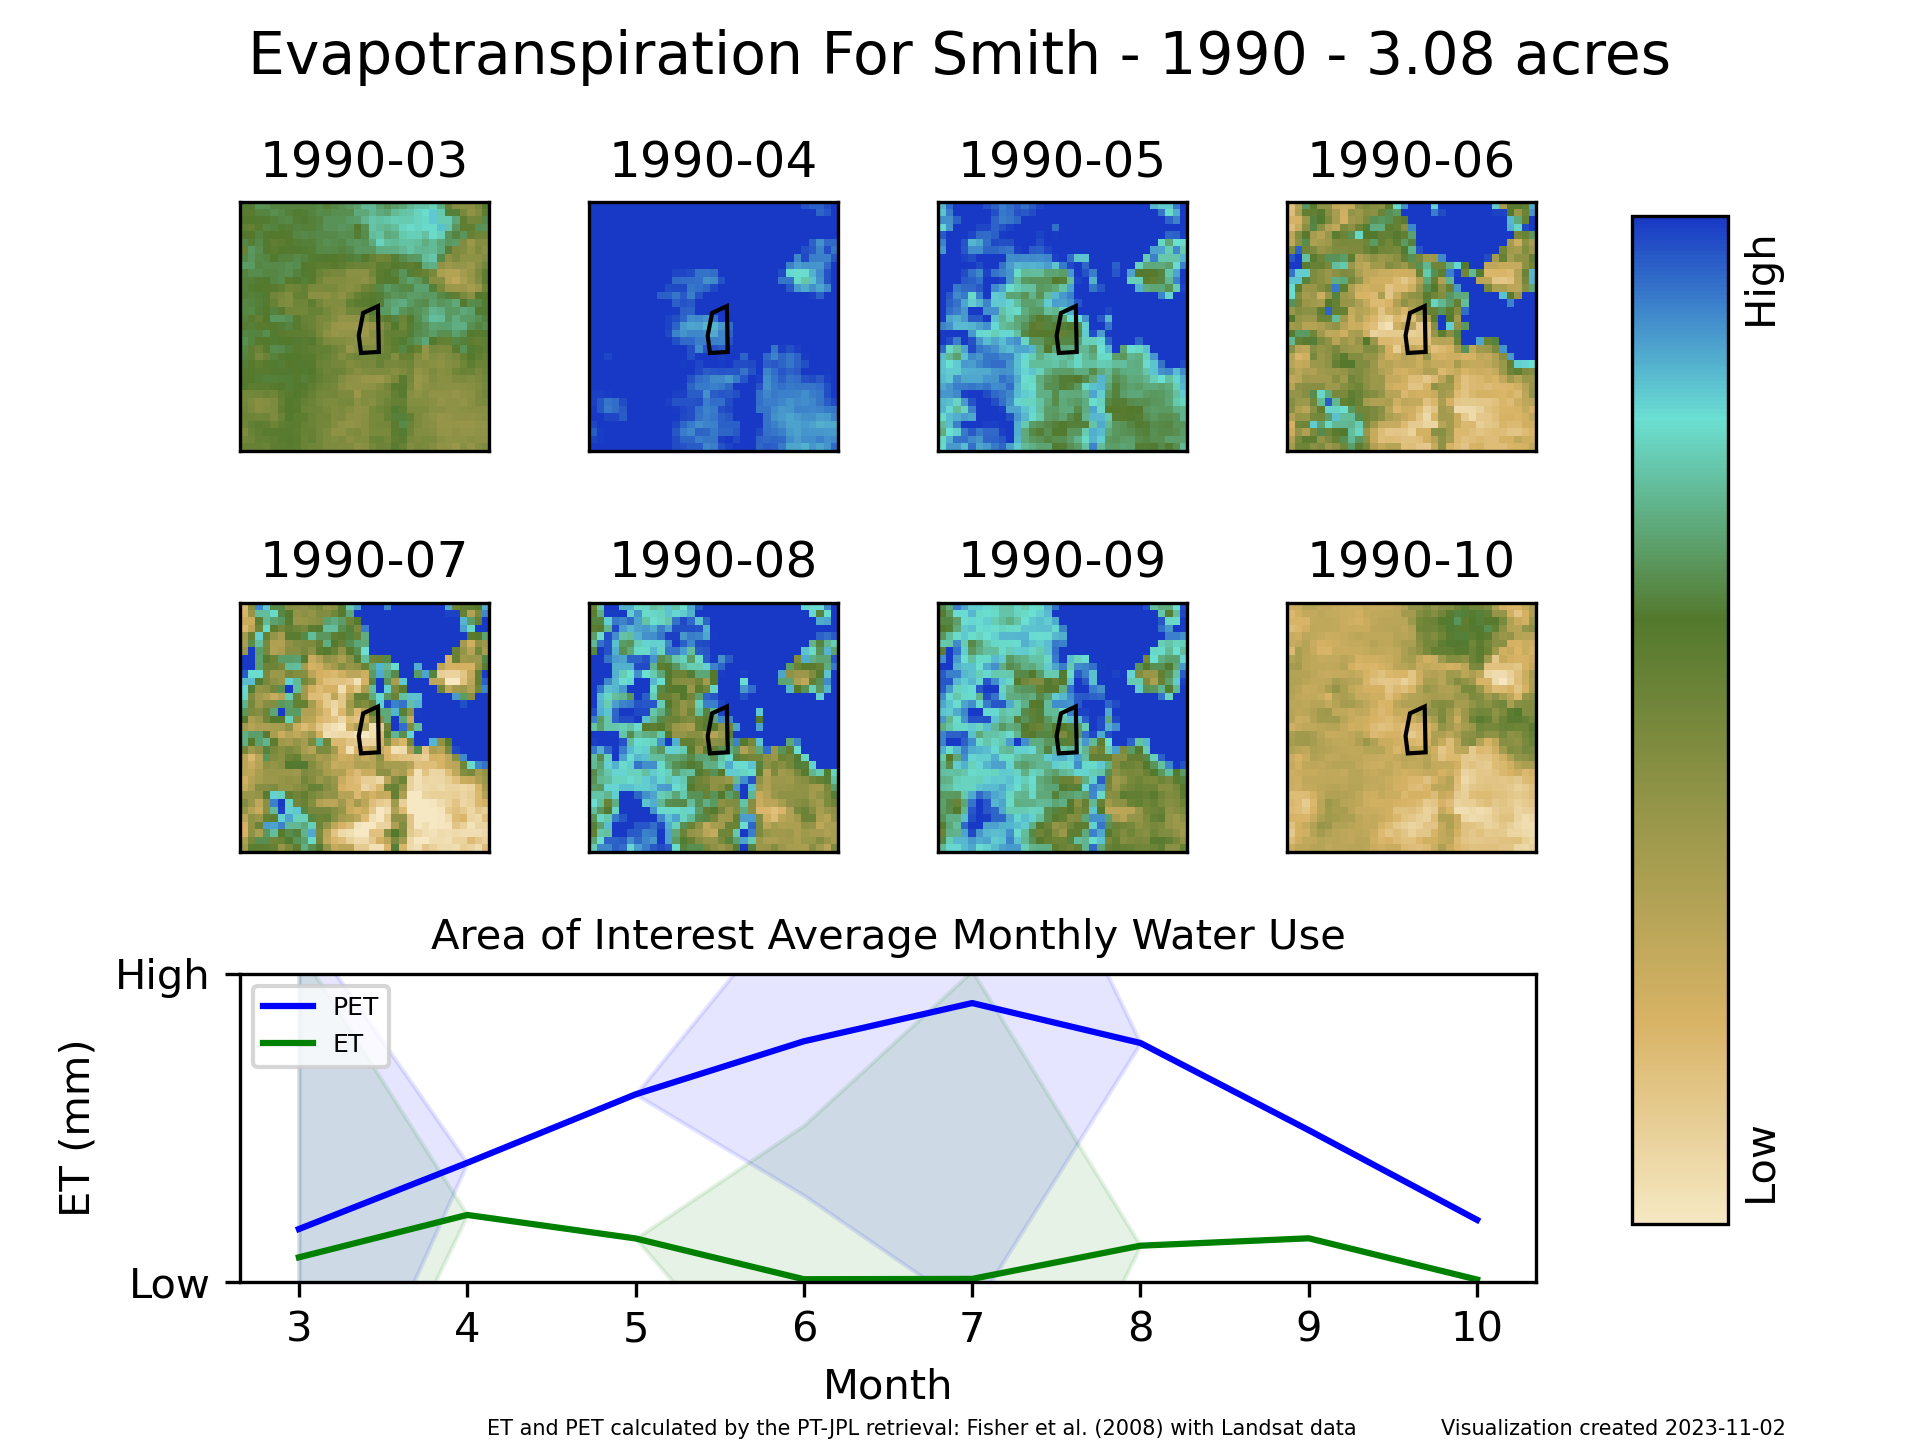 Evapotranspiration For Smith - 1990 - 3.08 acres
1990-03
1990-04
1990-05
1990-06
High
Low
1990-07
1990-08
1990-09
1990-10
Area of Interest Average Monthly Water Use
High
Low
ET (mm)
PET
ET
3 4 5 6 7 8 9 10
Month
ET and PET calculated by the PT-JPL retrieval: Fisher et al. (2008) with Landsat data
Visualization created 2023-11-02